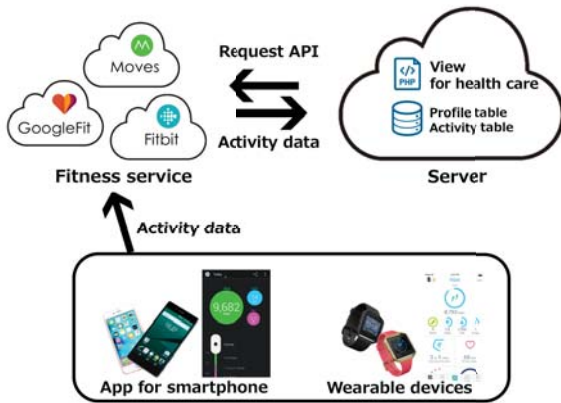 Moves
GoogleFit
Fitbit
Fitness service
Request API
Activity data
PHP
View
for health care
Profile table
Activity table
Server
Activity data
9,682
App for smartphone
Wearable devices